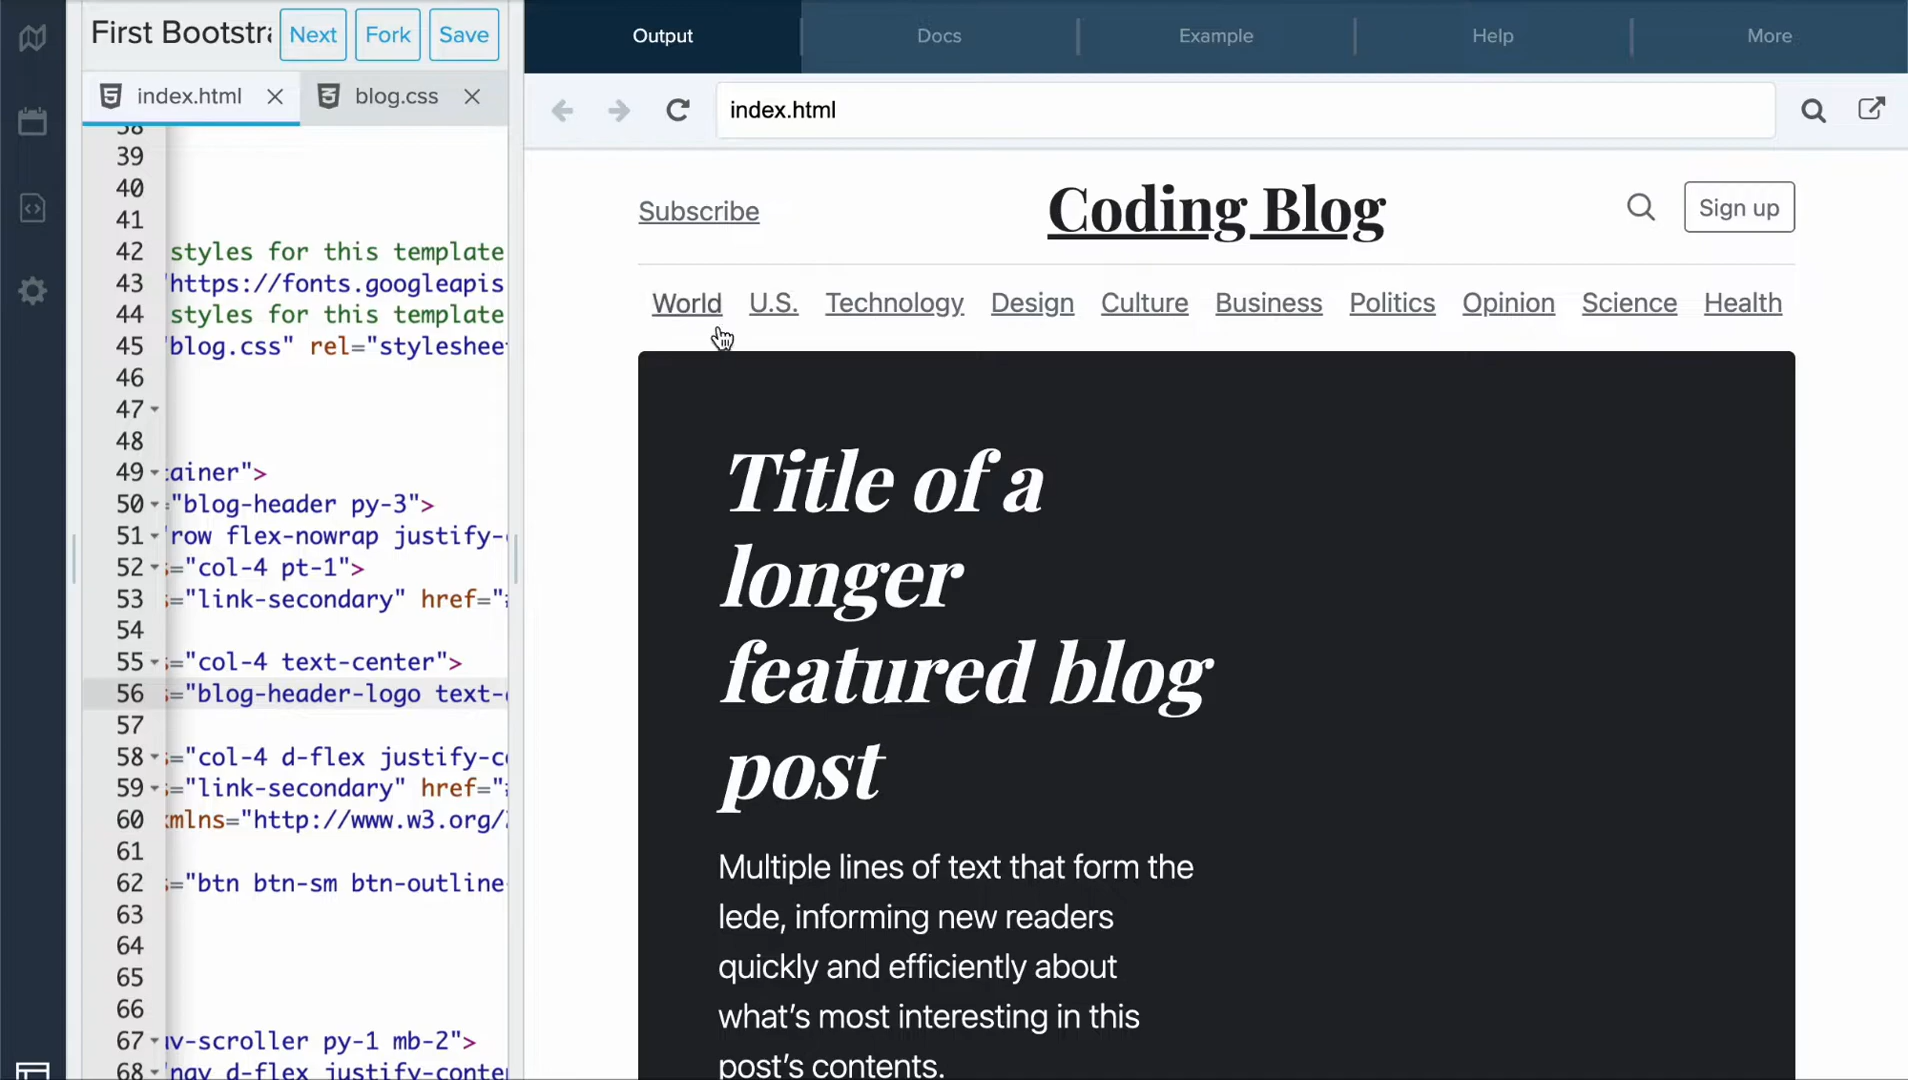 First Bootstra
Next
Fork
Save
index.html
blog.css
38
39
40
41
42 styles for this template
43 "https://fonts.googleapis
44 styles for this template
45 "blog.css" rel="styleshee
46
47
48
49 tainer">
50 ="blog-header py-3">
51 "row flex-nowrap justify-
52 s="col-4 pt-1">
53 s="link-secondary" href="
54
55 s="col-4 text-center">
56 s="blog-header-logo text-
57
58 s="col-4 d-flex justify-c
59 s="link-secondary" href="
60 xmlns="http://www.w3.org/
61
62 s="btn btn-sm btn-outline
63
64
65
66
67 av-scroller py-1 mb-2">
68 "nav d-flex justify-conte
Output
Docs
Example
Help
More
index.html
Subscribe
Coding Blog
Sign up
World U.S. Technology Design Culture Business Politics Opinion Science Health
Title of a
longer
featured blog
post
Multiple lines of text that form the
lede, informing new readers
quickly and efficiently about
what’s most interesting in this
post’s contents.